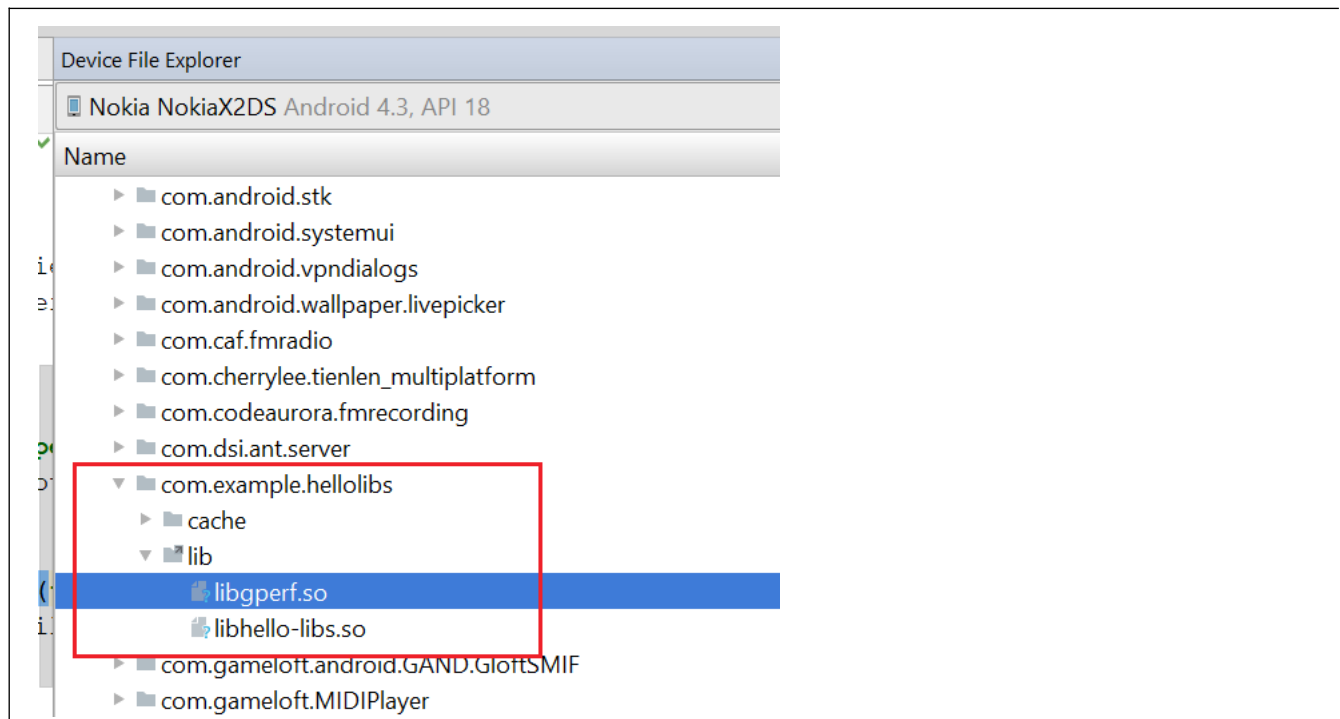 Device File Explorer
Nokia NokiaX2DS Android 4.3, API 18
Name
com.android.stk
com.android.systemui
com.android.vpndialogs
com.android.wallpaper.livepicker
com.caf.fmradio
com.cherrylee.tienlen_multiplatform
com.codeaurora.fmrecording
com.dsi.ant.server
com.example.hellolibs
cache
lib
libgperf.so
libhello-libs.so
com.gameloft.android.GAND.GloftSMIF
com.gameloft.MIDIPlayer